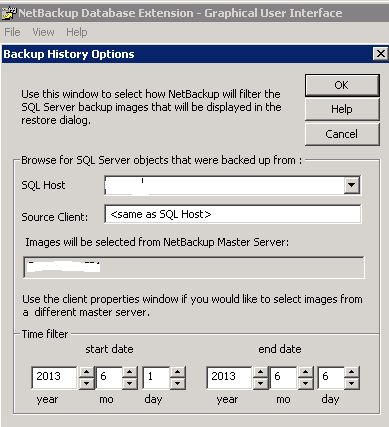 NetBackup Database Extension - Graphical User Interface
File View Help
Backup History Options
Use this window to select how NetBackup will filter the
SQL Server backup images that will be displayed in the
restore dialog.
OK
Help
Cancel
Browse for SQL Server objects that were backed up from :
SQL Host
Source Client: <same as SQL Host>
Images will be selected from NetBackup Master Server:
Use the client properties window if you would like to select images from
a different master server.
Time filter
start date end date
2013 6 1 2013 6 6
year mo day year mo day